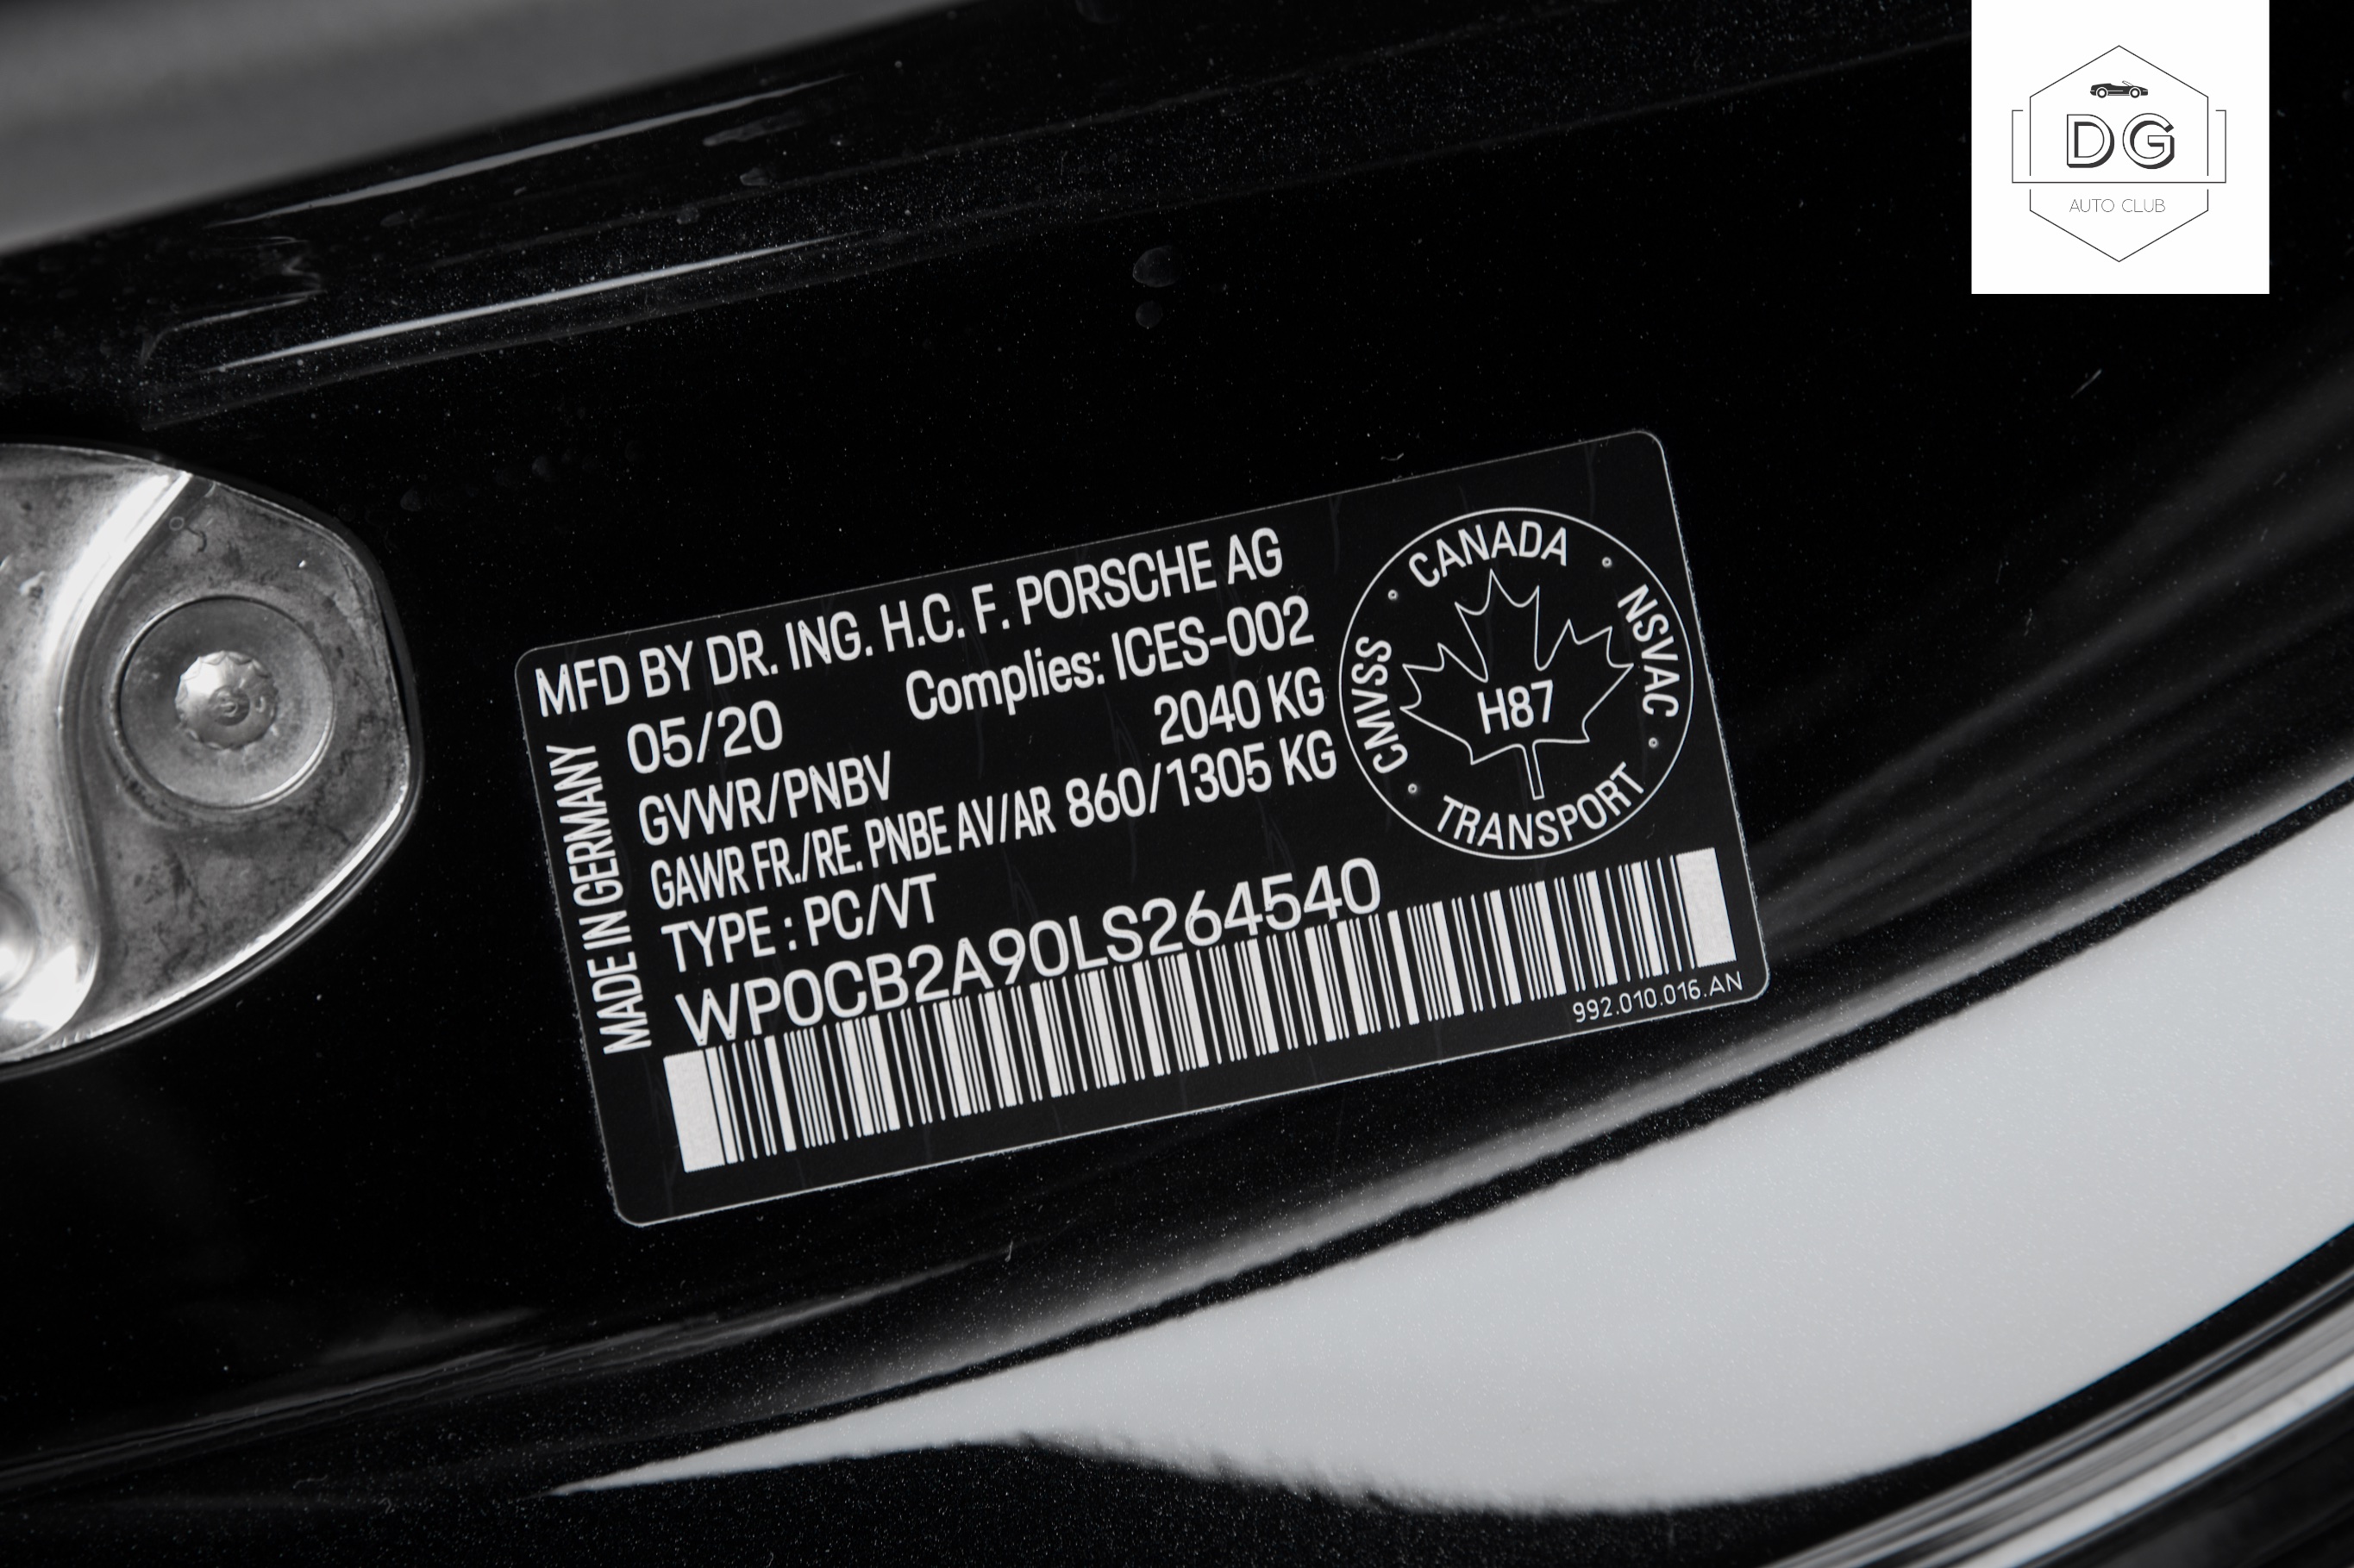 DG
AUTO CLUB
MFD BY DR. ING. H.C. F. PORSCHE AG
05/20 Complies: ICES-002
GVWR/PNBV 2040 KG
GAWR FR./RE. PNBE AV/AR 860/1305 KG
TYPE : PC/VT
WP0CB2A90LS264540
992.010.016.AN
MADE IN GERMANY
CANADA
NSVAC
TRANSPORT
CMVSS
H87